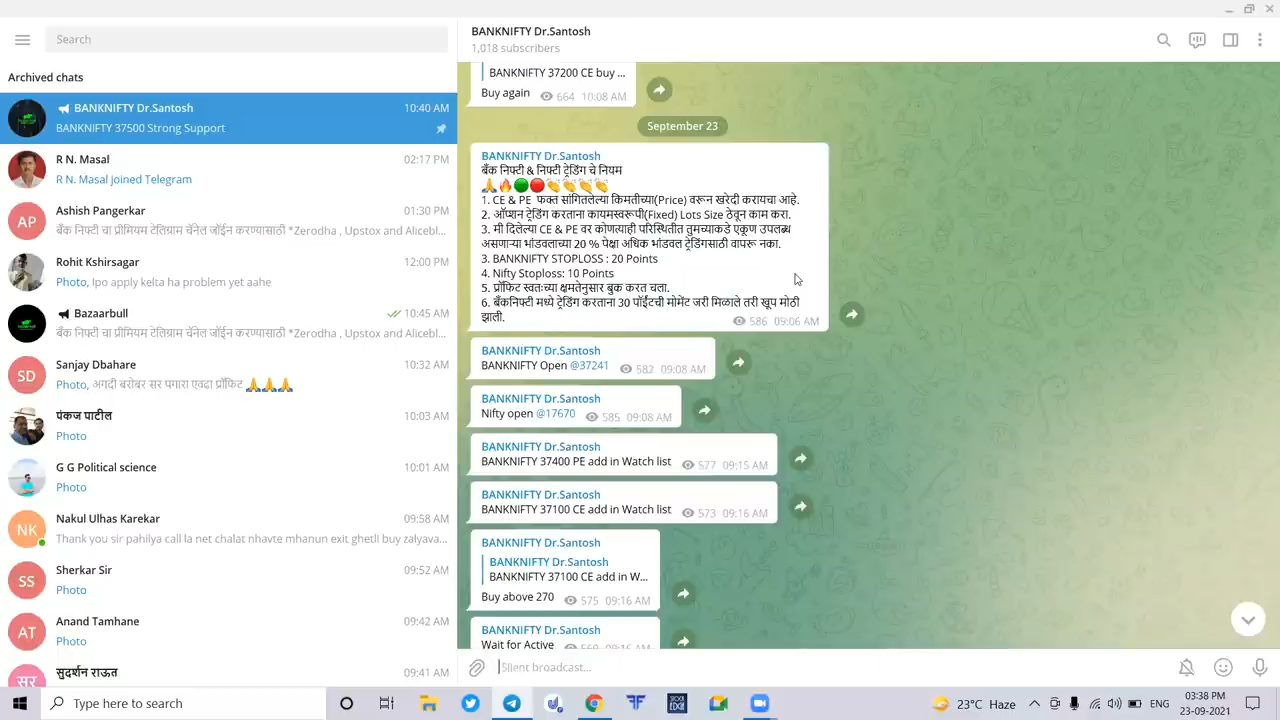 Search
Archived chats
BANKNIFTY Dr.Santosh
10:40 AM
BANKNIFTY 37500 Strong Support
R N. Masal
02:17 PM
R N. Masal joined Telegram
AP
Ashish Pangerkar
01:30 PM
बँक निफ्टी चा प्रीमियम टेलिग्राम चॅनेल जॉईन करण्यासाठी *Zerodha , Upstox and Alicebl...
Rohit Kshirsagar
12:00 PM
Photo, Ipo apply kelta ha problem yet aahe
Bazaarbull
10:45 AM
बँक निफ्टी चा प्रीमियम टेलिग्राम चॅनेल जॉईन करण्यासाठी *Zerodha , Upstox and Alicebl...
SD
Sanjay Dbahare
10:32 AM
Photo, अगदी बरोबर सर पगारा एवढा प्रॉफिट 🙏🙏🙏
पंकज पाटील
10:03 AM
Photo
G G Political science
10:01 AM
Photo
NK
Nakul Ulhas Karekar
09:58 AM
Thank you sir pahilya call la net chalat nhavte mhanun exit ghetli buy zalyava...
SS
Sherkar Sir
09:52 AM
Photo
AT
Anand Tamhane
09:42 AM
Photo
सुदर्शन राऊत
09:41 AM
BANKNIFTY Dr.Santosh
1,018 subscribers
BANKNIFTY 37200 CE buy ...
Buy again 664 10:08 AM
September 23
BANKNIFTY Dr.Santosh
बँक निफ्टी & निफ्टी ट्रेडिंग चे नियम
🙏🔥🟢🔴👏👏👏👏
1. CE & PE फक्त सांगितलेल्या किमतीच्या(Price) वरून खरेदी करायचा आहे.
2. ऑप्शन ट्रेडिंग करताना कायमस्वरूपी(Fixed) Lots Size ठेवून काम करा.
3. मी दिलेल्या CE & PE वर कोणत्याही परिस्थितीत तुमच्याकडे एकूण उपलब्ध
असणाऱ्या भांडवलाच्या 20 % पेक्षा अधिक भांडवल ट्रेडिंगसाठी वापरू नका.
3. BANKNIFTY STOPLOSS : 20 Points
4. Nifty Stoploss: 10 Points
5. प्रॉफिट स्वतःच्या क्षमतेनुसार बुक करत चला.
6. बँकनिफ्टी मध्ये ट्रेडिंग करताना 30 पॉईंटची मोमेंट जरी मिळाले तरी खूप मोठी
झाली.
586 09:06 AM
BANKNIFTY Dr.Santosh
BANKNIFTY Open @37241 582 09:08 AM
BANKNIFTY Dr.Santosh
Nifty open @17670 585 09:08 AM
BANKNIFTY Dr.Santosh
BANKNIFTY 37400 PE add in Watch list 577 09:15 AM
BANKNIFTY Dr.Santosh
BANKNIFTY 37100 CE add in Watch list 573 09:16 AM
BANKNIFTY Dr.Santosh
BANKNIFTY Dr.Santosh
BANKNIFTY 37100 CE add in W...
Buy above 270 575 09:16 AM
BANKNIFTY Dr.Santosh
Wait for Active 569 09:16 AM
Silent broadcast...
Type here to search
23°C Haze
ENG
03:38 PM
23-09-2021